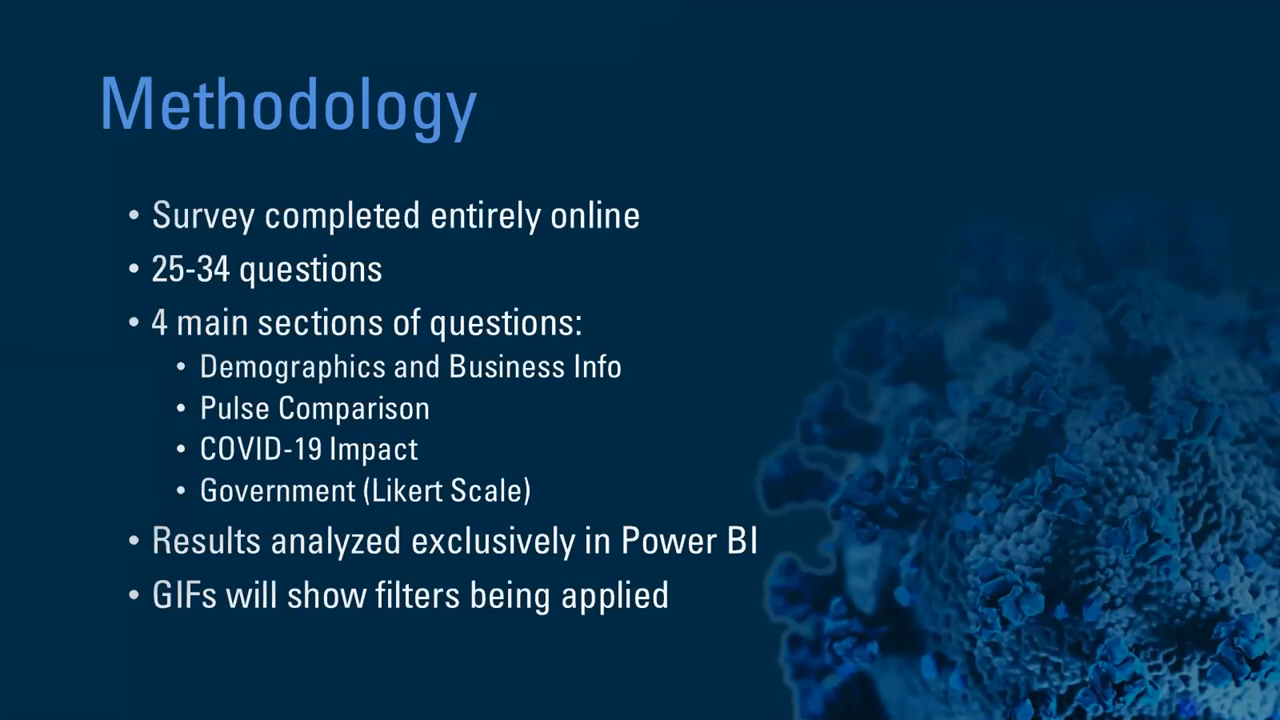 Methodology
• Survey completed entirely online
• 25-34 questions
• 4 main sections of questions:
• Demographics and Business Info
• Pulse Comparison
• COVID-19 Impact
• Government (Likert Scale)
• Results analyzed exclusively in Power BI
• GIFs will show filters being applied